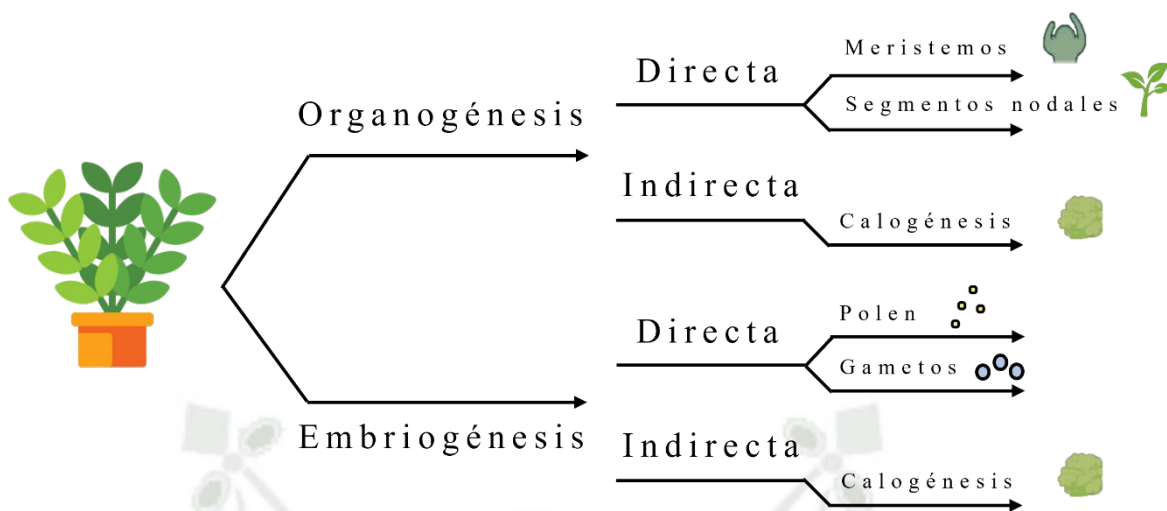 Organogénesis
Directa
Meristemos
Segmentos nodales
Indirecta
Calogénesis
Embriogénesis
Directa
Polen
Gametos
Indirecta
Calogénesis